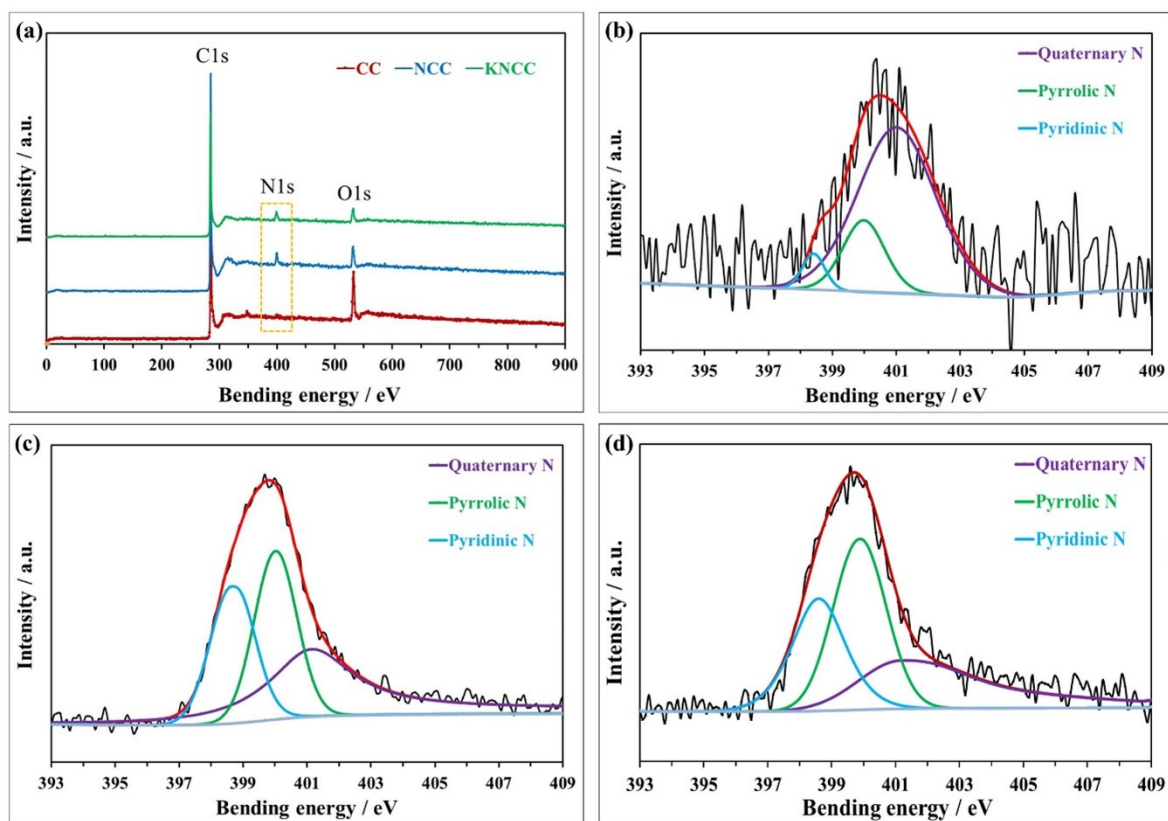 (a)
C1s
CC NCC KNCC
N1s
O1s
Intensity / a.u.
0 100 200 300 400 500 600 700 800 900
Bending energy / eV
(b)
Quaternary N
Pyrrolic N
Pyridinic N
Intensity / a.u.
393 395 397 399 401 403 405 407 409
Bending energy / eV
(c)
Quaternary N
Pyrrolic N
Pyridinic N
Intensity / a.u.
393 395 397 399 401 403 405 407 409
Bending energy / eV
(d)
Quaternary N
Pyrrolic N
Pyridinic N
Intensity / a.u.
393 395 397 399 401 403 405 407 409
Bending energy / eV